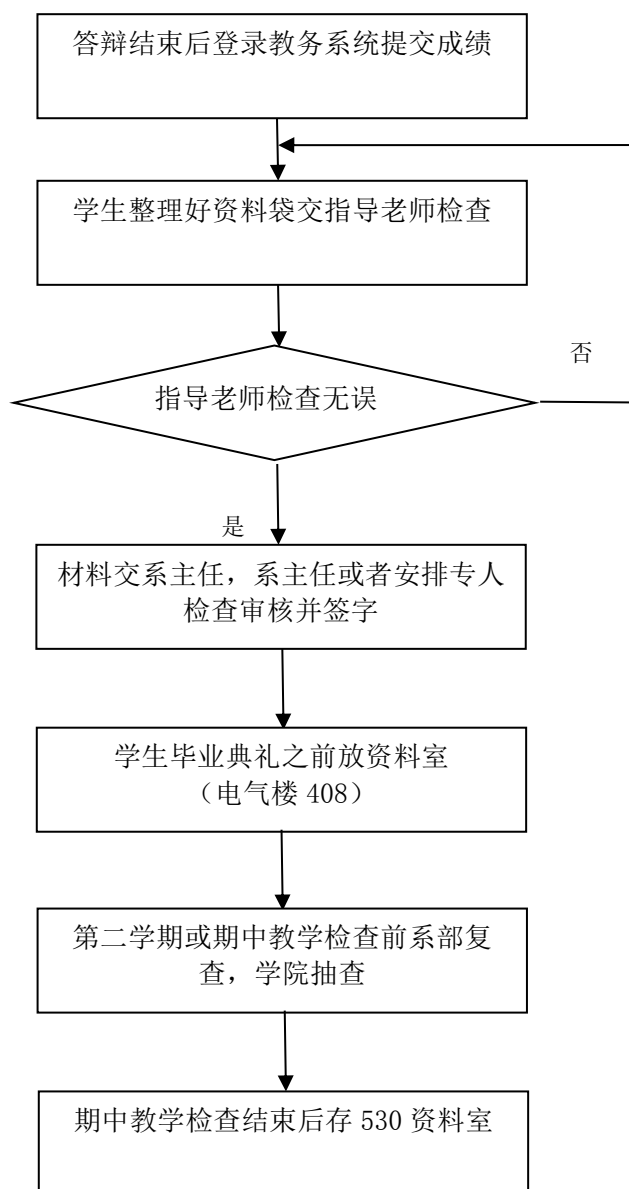 答辩结束后登录教务系统提交成绩
学生整理好资料袋交指导老师检查
否
指导老师检查无误
是
材料交系主任，系主任或者安排专人
检查审核并签字
学生毕业典礼之前放资料室
（电气楼 408）
第二学期或期中教学检查前系部复
查，学院抽查
期中教学检查结束后存 530 资料室